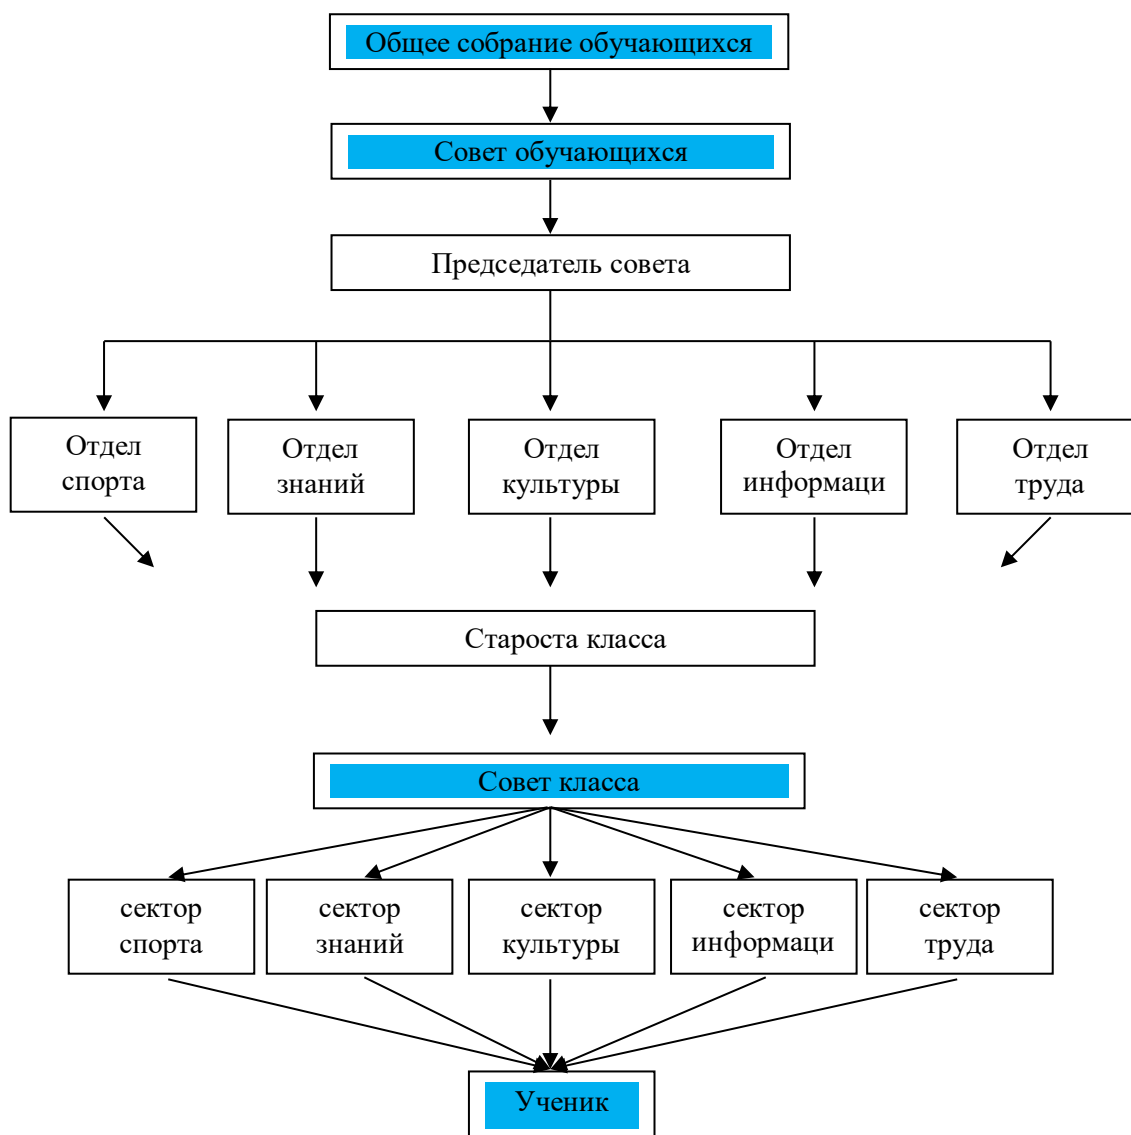 Общее собрание обучающихся
Совет обучающихся
Председатель совета
Отдел
спорта
Отдел
знаний
Отдел
культуры
Отдел
информаци
Отдел
труда
Староста класса
Совет класса
сектор
спорта
сектор
знаний
сектор
культуры
сектор
информаци
сектор
труда
Ученик